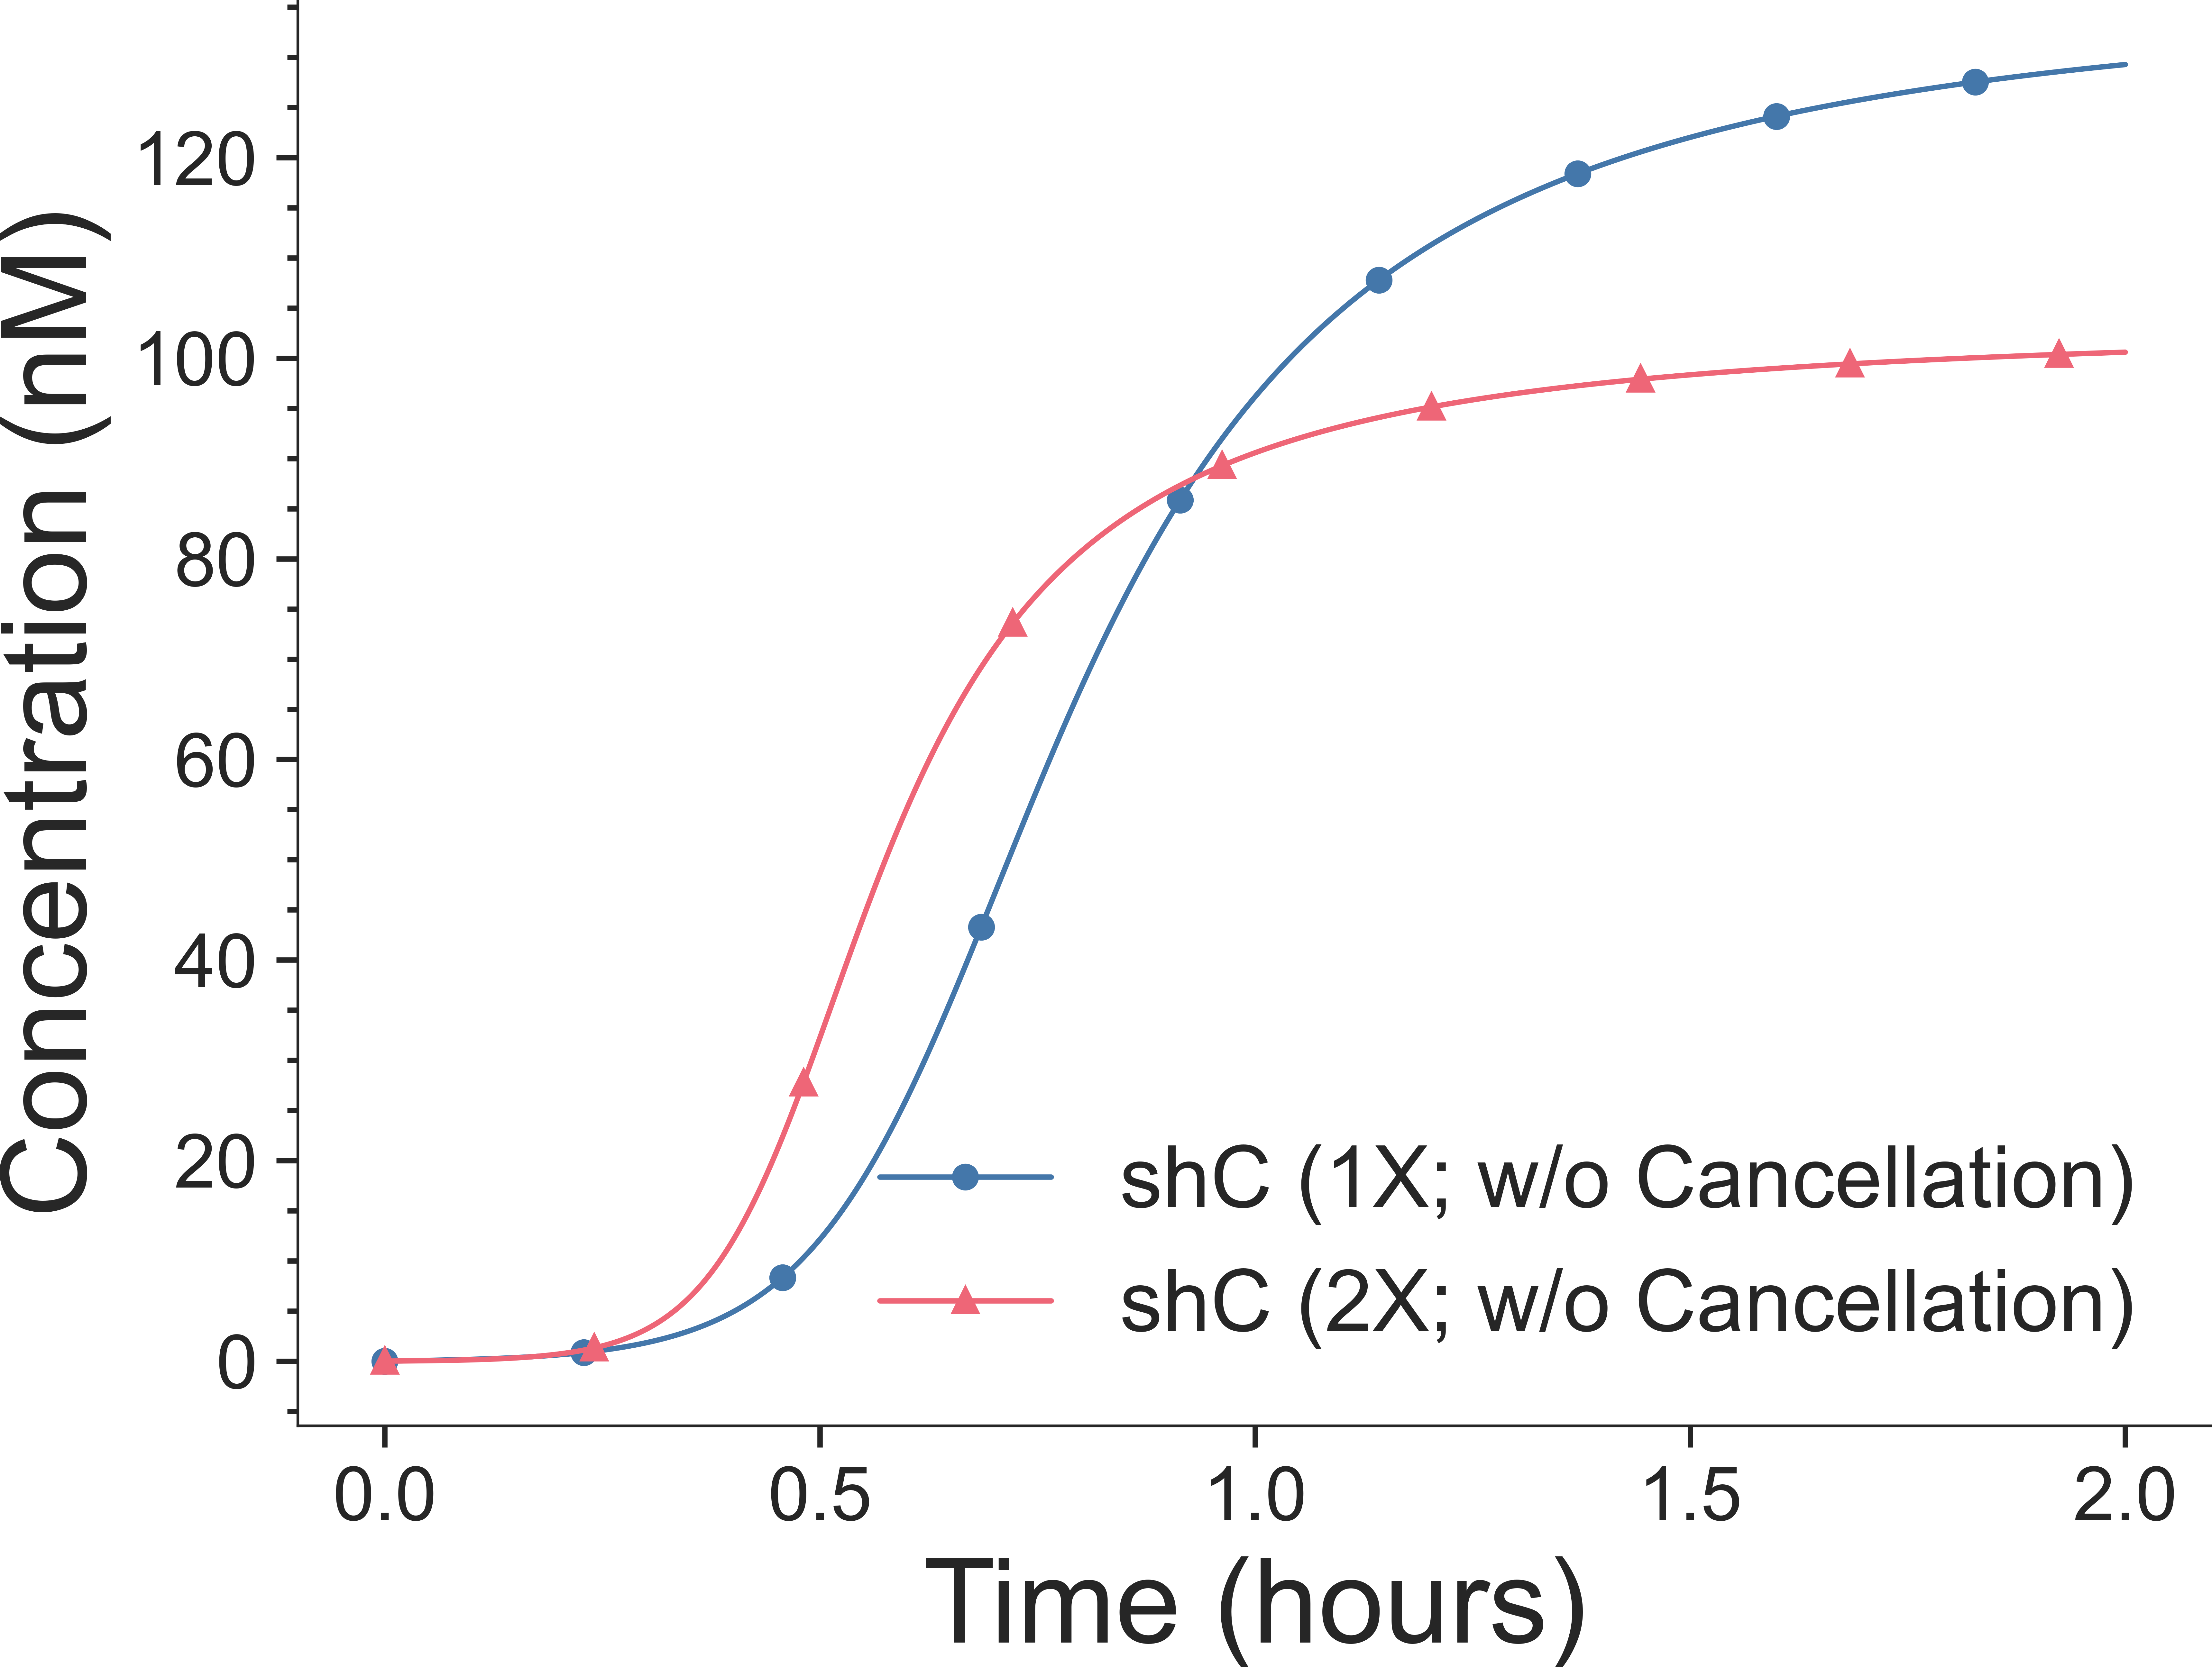 Concentration (nM)
120
100
80
60
40
20
0
shC (1X; w/o Cancellation)
shC (2X; w/o Cancellation)
0.0 0.5 1.0 1.5 2.0
Time (hours)